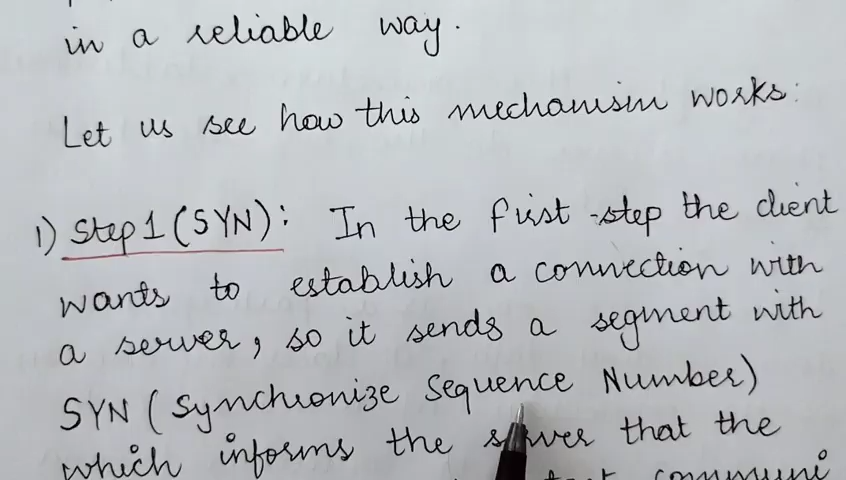 in a reliable way.
Let us see how this mechanism works:
1) Step 1 (SYN): In the first step the client
wants to establish a connection with
a server, so it sends a segment with
SYN (Synchronize Sequence Number)
which informs the server that the
communi